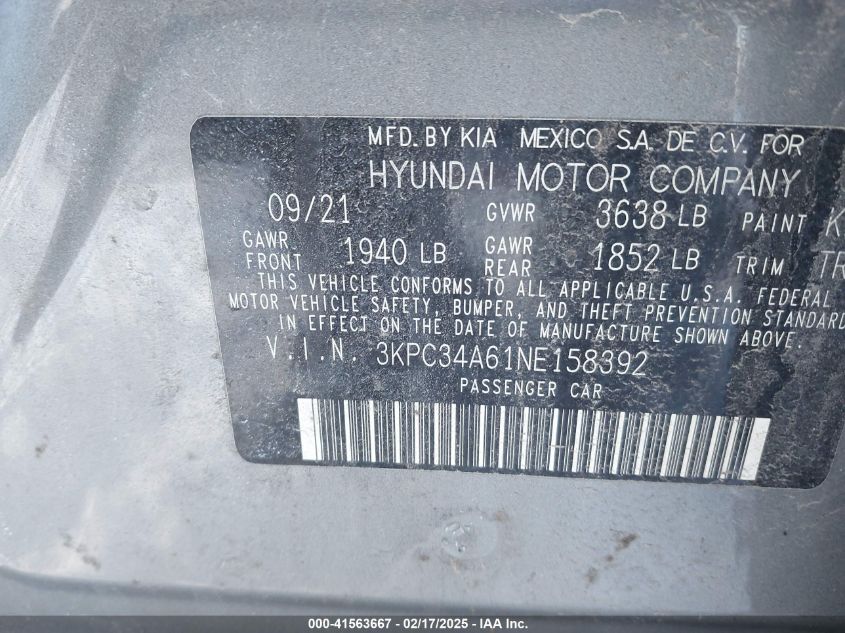 MFD. BY KIA MEXICO S.A. DE C.V. FOR
HYUNDAI MOTOR COMPANY
09/21 GVWR 3638 LB PAINT K
GAWR FRONT 1940 LB GAWR REAR 1852 LB TRIM TR
THIS VEHICLE CONFORMS TO ALL APPLICABLE U.S.A. FEDERAL
MOTOR VEHICLE SAFETY, BUMPER, AND THEFT PREVENTION STANDARD
IN EFFECT ON THE DATE OF MANUFACTURE SHOWN ABOVE.
V.I.N. 3KPC34A61NE158392
PASSENGER CAR
000-41563667 - 02/17/2025 - IAA Inc.